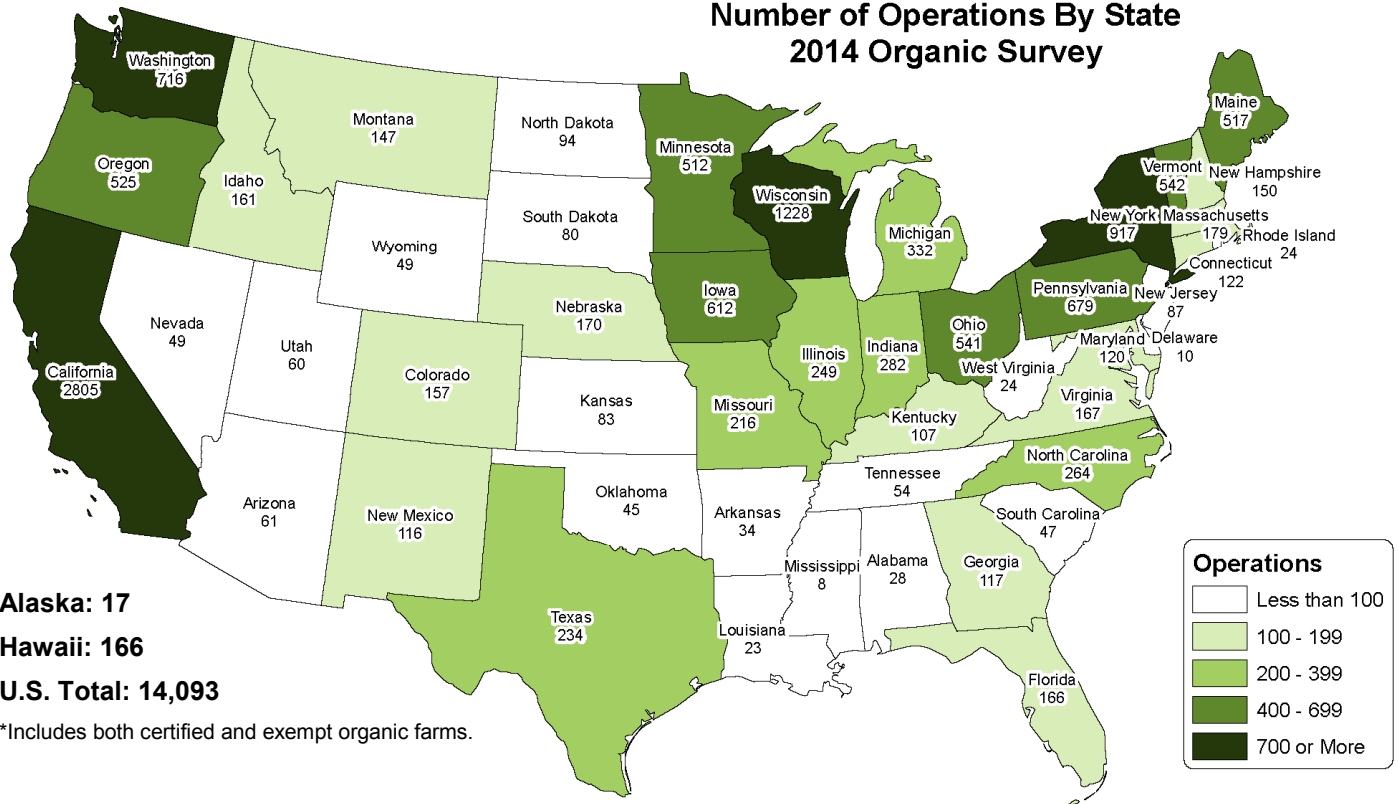 Number of Operations By State
2014 Organic Survey
Washington
716
Montana
147
North Dakota
94
Minnesota
512
Maine
517
Oregon
525
Idaho
161
Wisconsin
1228
Vermont
542
New Hampshire
150
South Dakota
80
Wyoming
49
Michigan
332
New York
917
Massachusetts
179
Rhode Island
24
Connecticut
122
Nevada
49
Utah
60
Nebraska
170
Iowa
612
Pennsylvania
679
New Jersey
87
California
2805
Colorado
157
Kansas
83
Illinois
249
Indiana
282
Ohio
541
West Virginia
24
Maryland
120
Delaware
10
Missouri
216
Kentucky
107
Virginia
167
Arizona
61
New Mexico
116
Oklahoma
45
Arkansas
34
Tennessee
54
North Carolina
264
South Carolina
47
Mississippi
8
Alabama
28
Georgia
117
Texas
234
Louisiana
23
Florida
166
Alaska: 17
Hawaii: 166
U.S. Total: 14,093
*Includes both certified and exempt organic farms.
Operations
Less than 100
100 - 199
200 - 399
400 - 699
700 or More